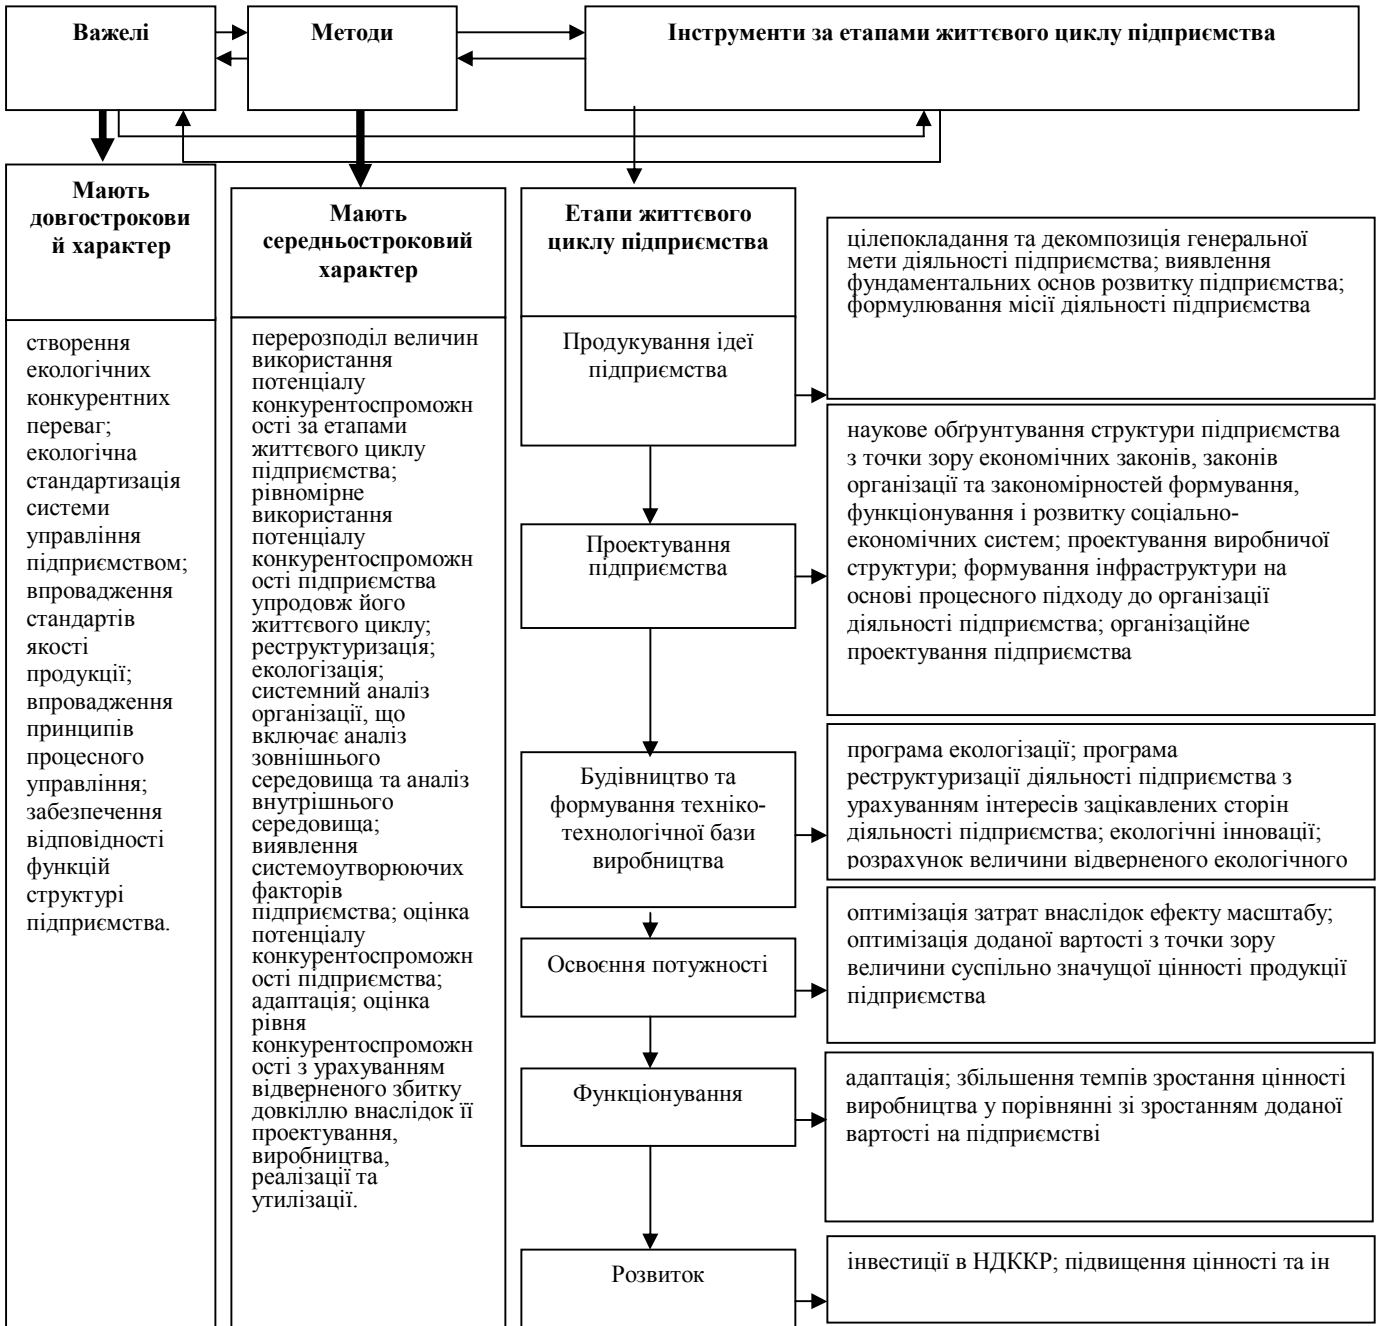 Важелі
Методи
Інструменти за етапами життєвого циклу підприємства
Мають
довгострокови
й характер
створення
екологічних
конкурентних
переваг;
екологічна
стандартизація
системи
управління
підприємством;
впровадження
стандартів
якості
продукції;
впровадження
принципів
процесного
управління;
забезпечення
відповідності
функцій
структурі
підприємства.
Мають
середньостроковий
характер
перерозподіл величин
використання
потенціалу
конкурентоспроможн
ості за етапами
життєвого циклу
підприємства;
рівномірне
використання
потенціалу
конкурентоспроможн
ості підприємства
упродовж його
життєвого циклу;
реструктуризація;
екологізація;
системний аналіз
організації, що
включає аналіз
зовнішнього
середовища та аналіз
внутрішнього
середовища;
виявлення
системоутворюючих
факторів
підприємства; оцінка
потенціалу
конкурентоспроможн
ості підприємства;
адаптація; оцінка
рівня
конкурентоспроможн
ості з урахуванням
відверненого збитку
довкіллю внаслідок її
проектування,
виробництва,
реалізації та
утилізації.
Етапи життєвого
циклу підприємства
Продукування ідеї
підприємства
цілепокладання та декомпозиція генеральної
мети діяльності підприємства; виявлення
фундаментальних основ розвитку підприємства;
формулювання місії діяльності підприємства
Проектування
підприємства
наукове обґрунтування структури підприємства
з точки зору економічних законів, законів
організації та закономірностей формування,
функціонування і розвитку соціально-
економічних систем; проектування виробничої
структури; формування інфраструктури на
основі процесного підходу до організації
діяльності підприємства; організаційне
проектування підприємства
Будівництво та
формування техніко-
технологічної бази
виробництва
програма екологізації; програма
реструктуризації діяльності підприємства з
урахуванням інтересів зацікавлених сторін
діяльності підприємства; екологічні інновації;
розрахунок величини відверненого екологічного
Освоєння потужності
оптимізація затрат внаслідок ефекту масштабу;
оптимізація доданої вартості з точки зору
величини суспільно значущої цінності продукції
підприємства
Функціонування
адаптація; збільшення темпів зростання цінності
виробництва у порівнянні зі зростанням доданої
вартості на підприємстві
Розвиток
інвестиції в НДККР; підвищення цінності та ін